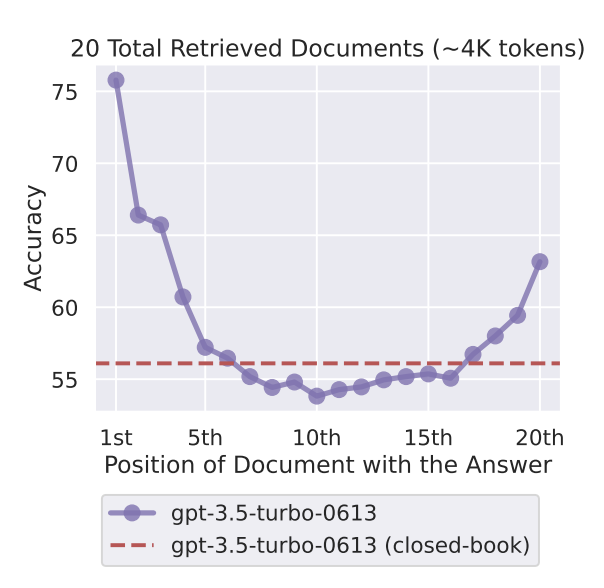 20 Total Retrieved Documents (~4K tokens)
75
70
65
60
55
Accuracy
1st 5th 10th 15th 20th
Position of Document with the Answer
gpt-3.5-turbo-0613
gpt-3.5-turbo-0613 (closed-book)